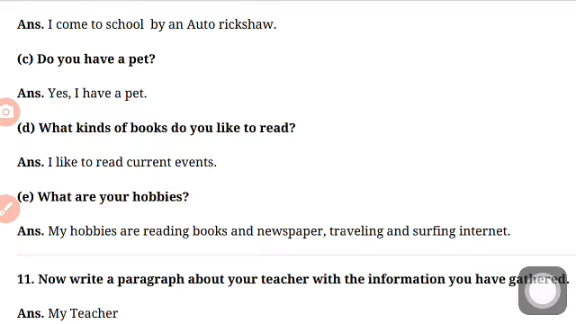 Ans. I come to school  by an Auto rickshaw.
(c) Do you have a pet?
Ans. Yes, I have a pet.
(d) What kinds of books do you like to read?
Ans. I like to read current events.
(e) What are your hobbies?
Ans. My hobbies are reading books and newspaper, traveling and surfing internet.
11. Now write a paragraph about your teacher with the information you have gathered.
Ans. My Teacher